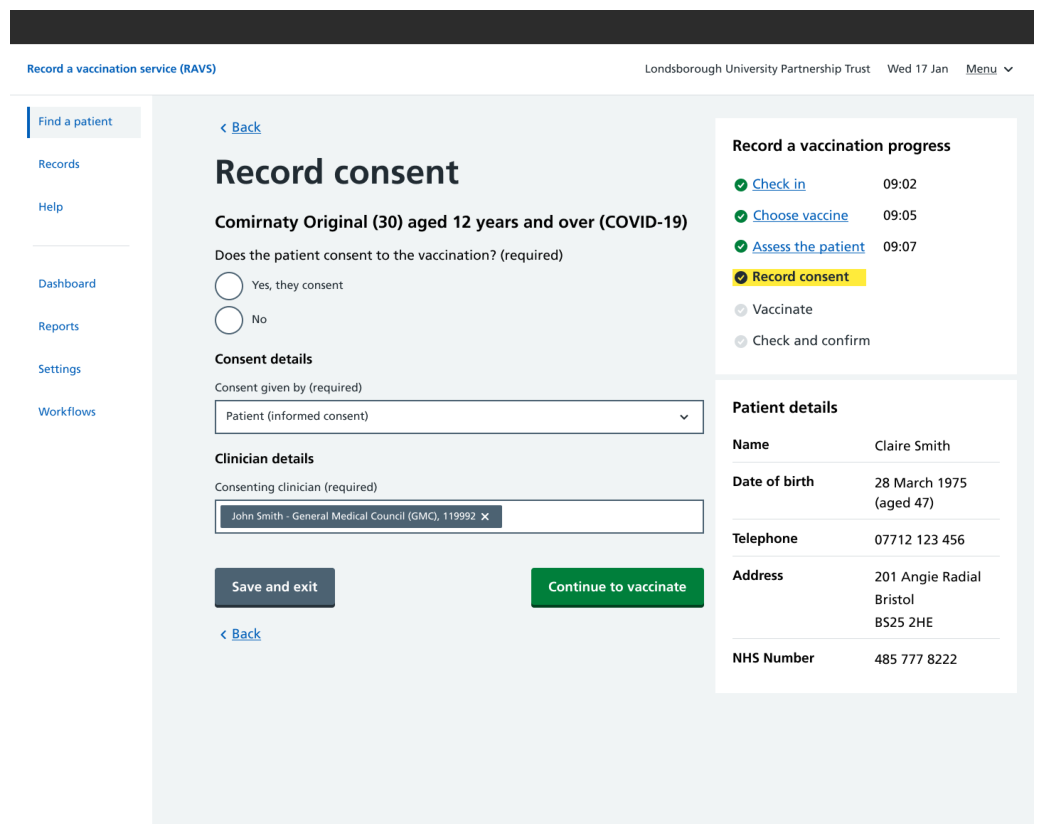 Record a vaccination service (RAVS)
Londsborough University Partnership Trust Wed 17 Jan Menu
Find a patient
Records
Help
Dashboard
Reports
Settings
Workflows
Back
Record consent
Comirnaty Original (30) aged 12 years and over (COVID-19)
Does the patient consent to the vaccination? (required)
Yes, they consent
No
Consent details
Consent given by (required)
Patient (informed consent)
Clinician details
Consenting clinician (required)
John Smith - General Medical Council (GMC), 119992
Save and exit
Continue to vaccinate
Back
Record a vaccination progress
Check in 09:02
Choose vaccine 09:05
Assess the patient 09:07
Record consent
Vaccinate
Check and confirm
Patient details
Name Claire Smith
Date of birth 28 March 1975
(aged 47)
Telephone 07712 123 456
Address 201 Angie Radial
Bristol
BS25 2HE
NHS Number 485 777 8222